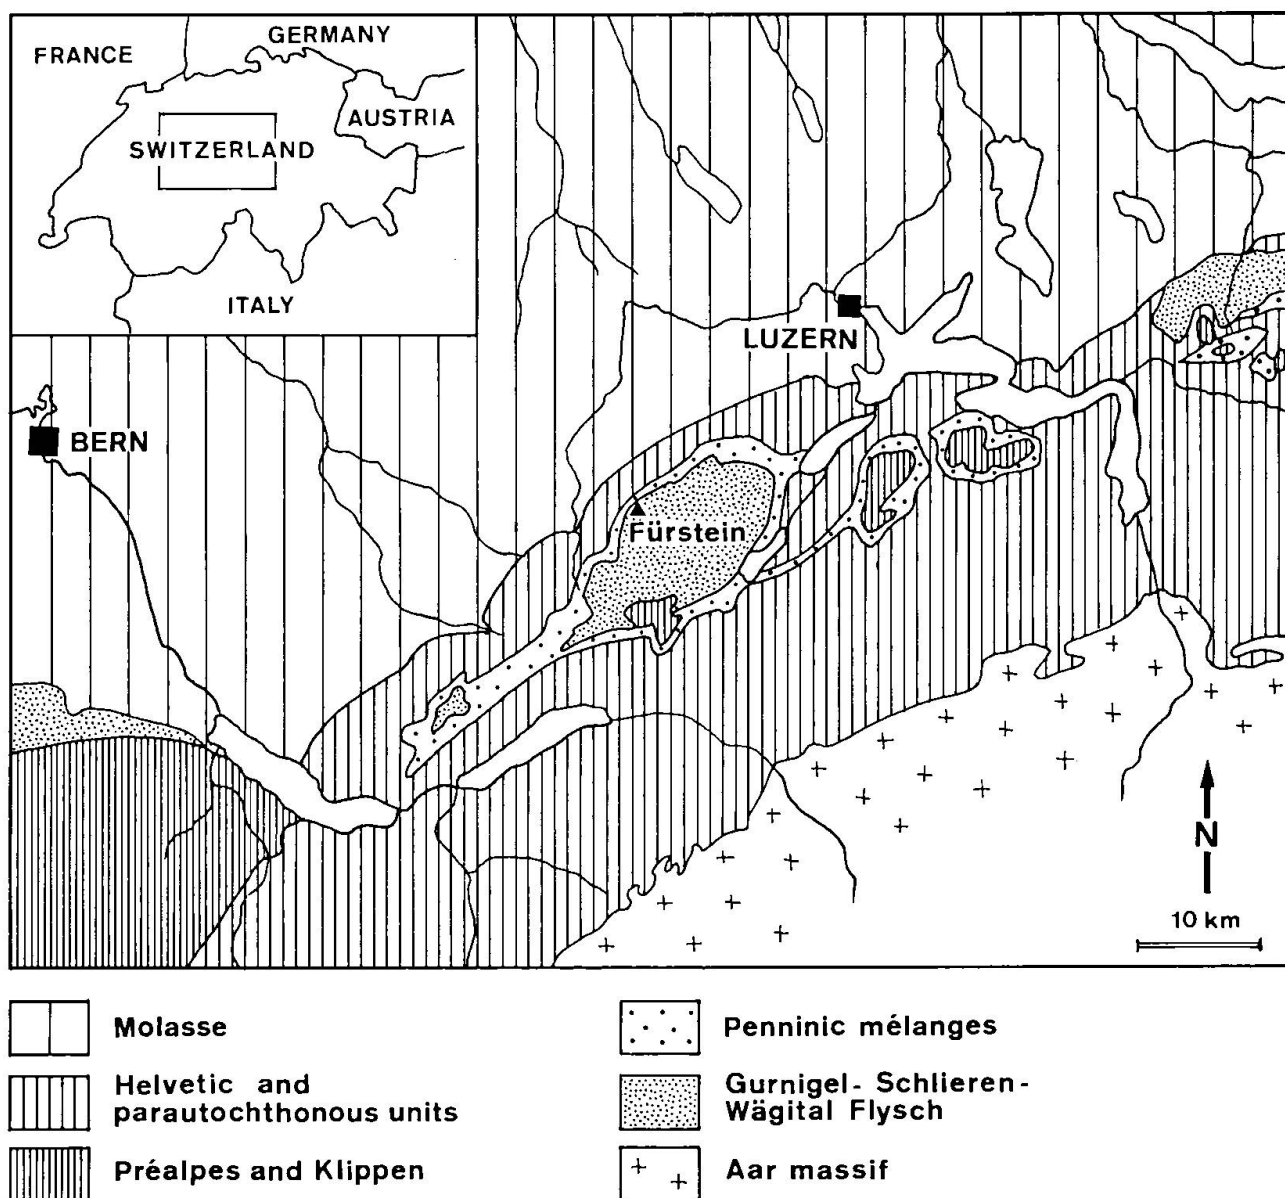 FRANCE
GERMANY
AUSTRIA
SWITZERLAND
ITALY
LUZERN
BERN
Fürstein
N
10 km
Molasse
Helvetic and
parautochthonous units
Préalpes and Klippen
Penninic mélanges
Gurnigel-Schlieren-
Wägital Flysch
Aar massif